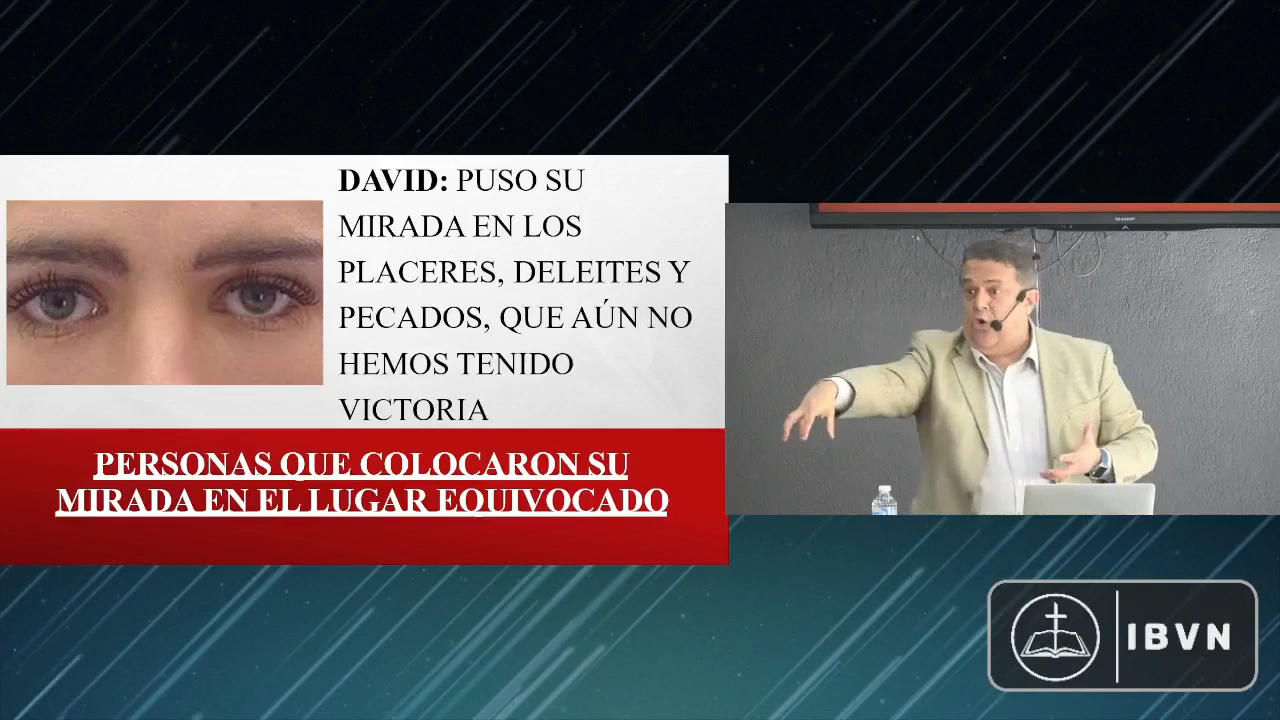 DAVID: PUSO SU
MIRADA EN LOS
PLACERES, DELEITES Y
PECADOS, QUE AÚN NO
HEMOS TENIDO
VICTORIA
PERSONAS QUE COLOCARON SU
MIRADA EN EL LUGAR EQUIVOCADO
SHARP
IBVN